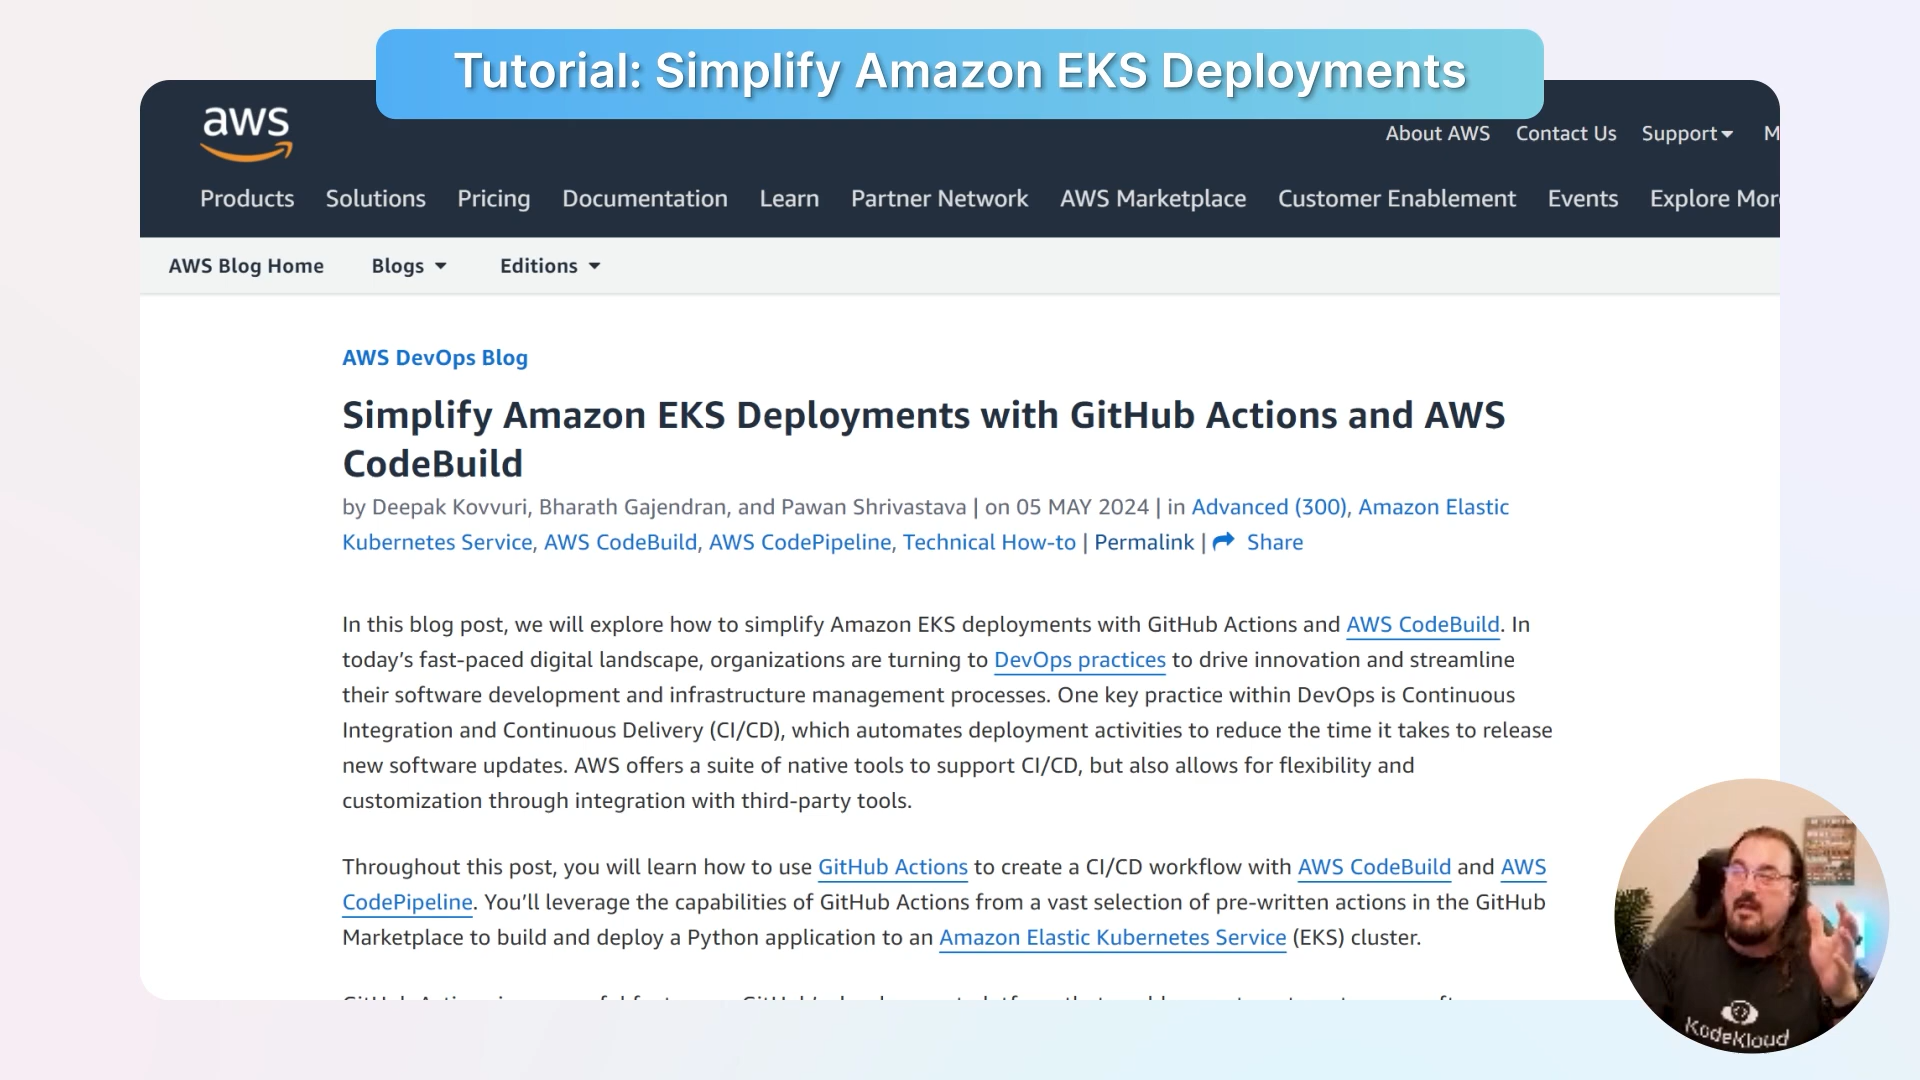 Tutorial: Simplify Amazon EKS Deployments
aws
About AWS Contact Us Support M
Products Solutions Pricing Documentation Learn Partner Network AWS Marketplace Customer Enablement Events Explore Mor
AWS Blog Home Blogs Editions
AWS DevOps Blog
Simplify Amazon EKS Deployments with GitHub Actions and AWS
CodeBuild
by Deepak Kovvuri, Bharath Gajendran, and Pawan Shrivastava | on 05 MAY 2024 | in Advanced (300), Amazon Elastic
Kubernetes Service, AWS CodeBuild, AWS CodePipeline, Technical How-to | Permalink | Share
In this blog post, we will explore how to simplify Amazon EKS deployments with GitHub Actions and AWS CodeBuild. In
today’s fast-paced digital landscape, organizations are turning to DevOps practices to drive innovation and streamline
their software development and infrastructure management processes. One key practice within DevOps is Continuous
Integration and Continuous Delivery (CI/CD), which automates deployment activities to reduce the time it takes to release
new software updates. AWS offers a suite of native tools to support CI/CD, but also allows for flexibility and
customization through integration with third-party tools.
Throughout this post, you will learn how to use GitHub Actions to create a CI/CD workflow with AWS CodeBuild and AWS
CodePipeline. You’ll leverage the capabilities of GitHub Actions from a vast selection of pre-written actions in the GitHub
Marketplace to build and deploy a Python application to an Amazon Elastic Kubernetes Service (EKS) cluster.
KodeKloud